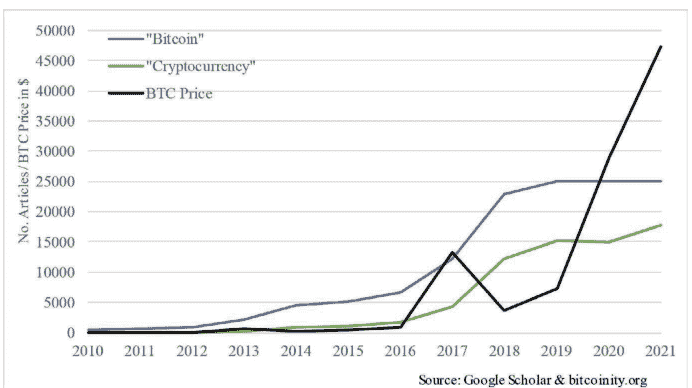 50000
45000
40000
35000
30000
25000
20000
15000
10000
5000
0
No. Articles / BTC Price in $
"Bitcoin"
"Cryptocurrency"
BTC Price
2010 2011 2012 2013 2014 2015 2016 2017 2018 2019 2020 2021
Source: Google Scholar & bitcoinity.org